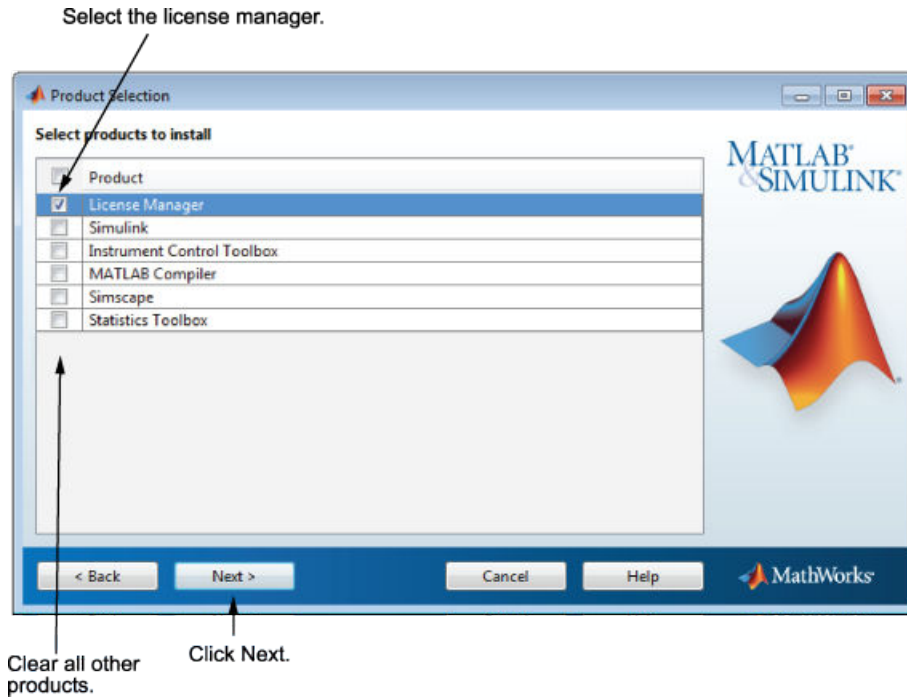 Select the license manager.
Product Selection
Select products to install
Product
License Manager
Simulink
Instrument Control Toolbox
MATLAB Compiler
Simscape
Statistics Toolbox
MATLAB®
&SIMULINK®
< Back
Next >
Cancel
Help
MathWorks®
Clear all other
products.
Click Next.